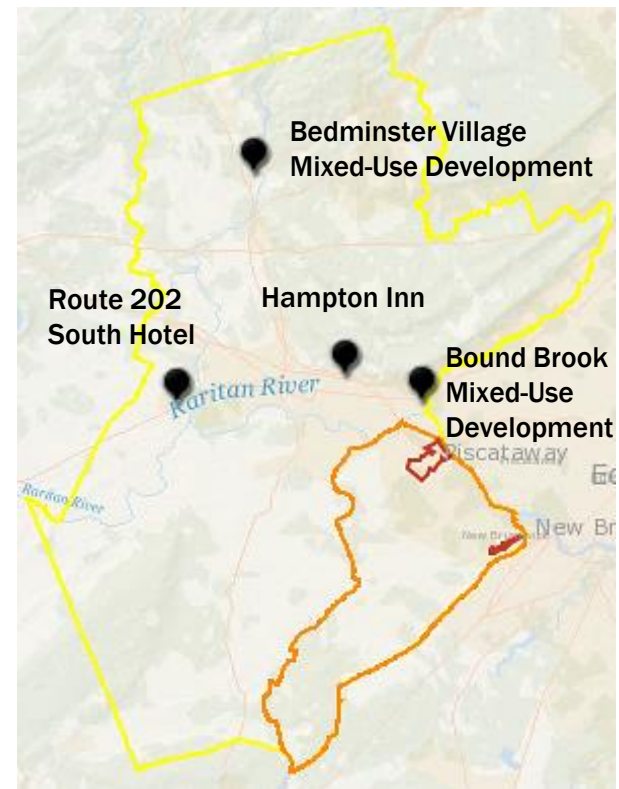 Bedminster Village
Mixed-Use Development
Route 202
South Hotel
Hampton Inn
Raritan River
Bound Brook
Mixed-Use
Development
Piscataway
Raritan River
New Br